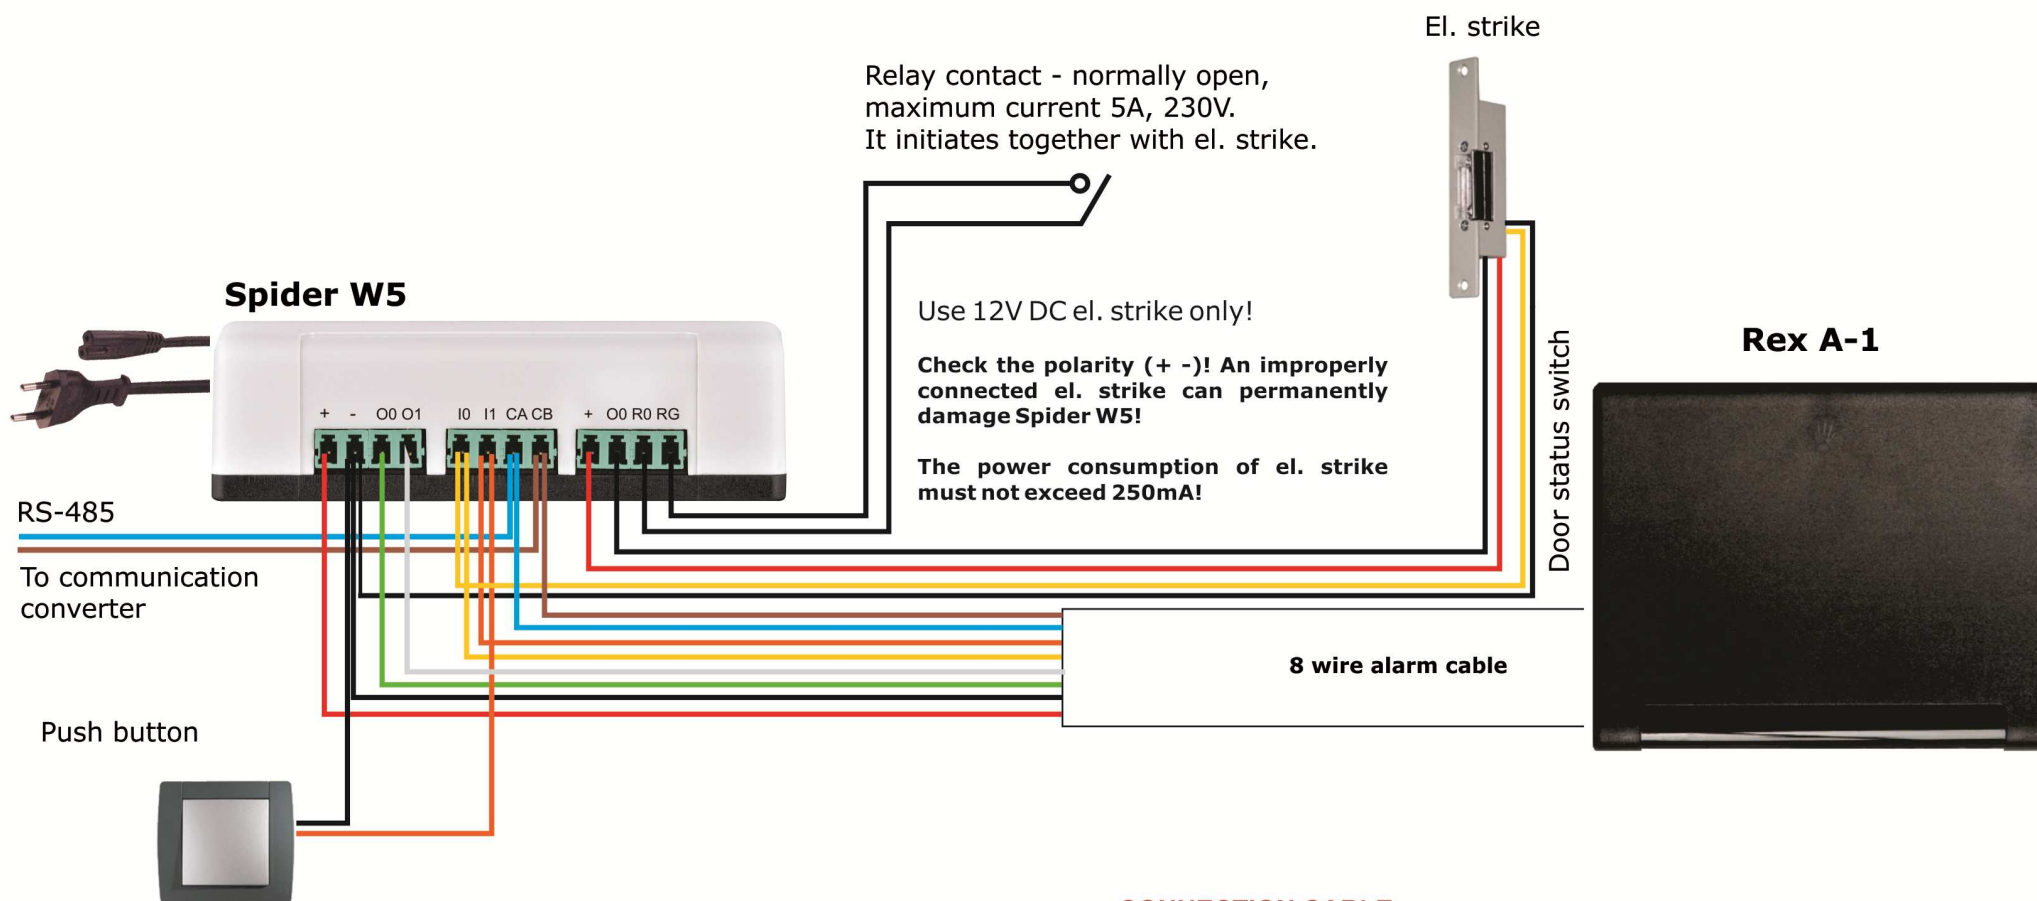 El. strike
Relay contact - normally open,
maximum current 5A, 230V.
It initiates together with el. strike.
Spider W5
Use 12V DC el. strike only!
Check the polarity (+ -)! An improperly
connected el. strike can permanently
damage Spider W5!
The power consumption of el. strike
must not exceed 250mA!
Door status switch
Rex A-1
+ - O0 O1 I0 I1 CA CB + O0 R0 RG
RS-485
To communication
converter
8 wire alarm cable
Push button
CONNECTION CABLE